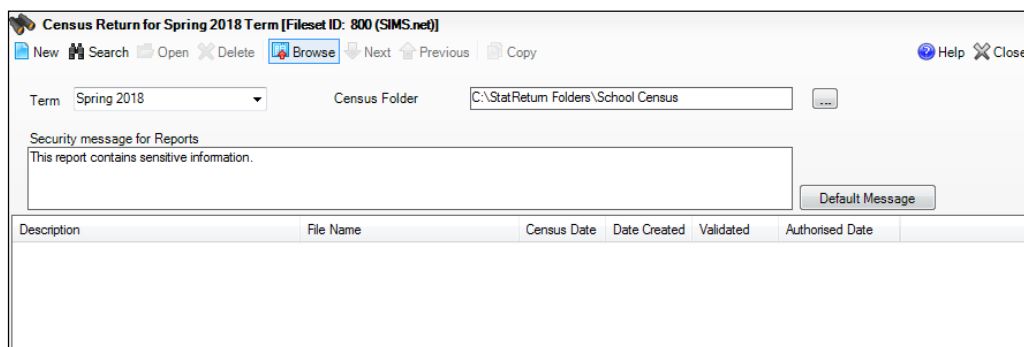 Census Return for Spring 2018 Term [Fileset ID: 800 (SIMS.net)]
New Search Open Delete Browse Next Previous Copy Help Close
Term Spring 2018 Census Folder C:\StatReturn Folders\School Census ...
Security message for Reports
This report contains sensitive information.
Default Message
Description File Name Census Date Date Created Validated Authorised Date